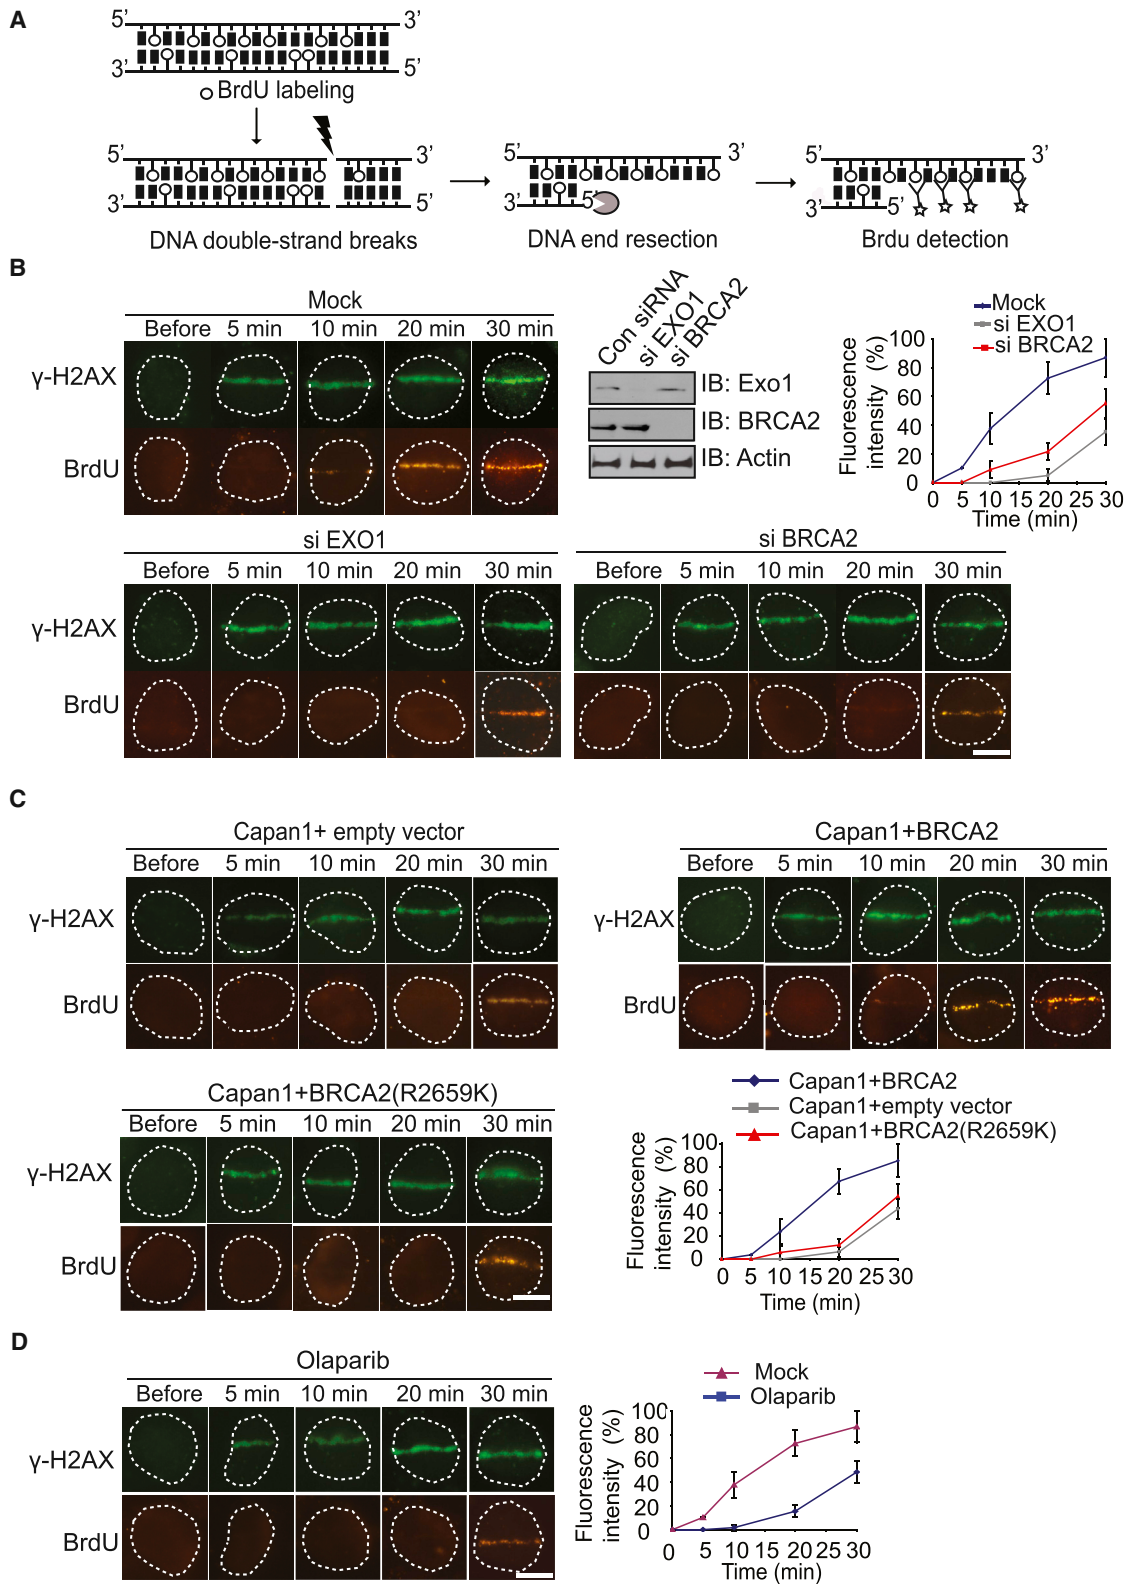 A
5' 3'
3' 5'
BrdU labeling
5' 3'
3' 5'
DNA double-strand breaks
5' 3'
3' 5'
DNA end resection
5' 3'
3' 5'
Brdu detection
B
Mock
Before 5 min 10 min 20 min 30 min
γ-H2AX
BrdU
Con siRNA
si EXO1
si BRCA2
IB: Exo1
IB: BRCA2
IB: Actin
Mock
si EXO1
si BRCA2
Fluorescence
intensity (%)
100
80
60
40
20
0
0 5 10 15 20 25 30
Time (min)
si EXO1
Before 5 min 10 min 20 min 30 min
γ-H2AX
BrdU
si BRCA2
Before 5 min 10 min 20 min 30 min
C
Capan1+ empty vector
Before 5 min 10 min 20 min 30 min
γ-H2AX
BrdU
Capan1+BRCA2
Before 5 min 10 min 20 min 30 min
γ-H2AX
BrdU
Capan1+BRCA2(R2659K)
Before 5 min 10 min 20 min 30 min
γ-H2AX
BrdU
Capan1+BRCA2
Capan1+empty vector
Capan1+BRCA2(R2659K)
Fluorescence
intensity (%)
100
80
60
40
20
0
0 5 10 15 20 25 30
Time (min)
D
Olaparib
Before 5 min 10 min 20 min 30 min
γ-H2AX
BrdU
Mock
Olaparib
Fluorescence
intensity (%)
100
80
60
40
20
0
0 5 10 15 20 25 30
Time (min)